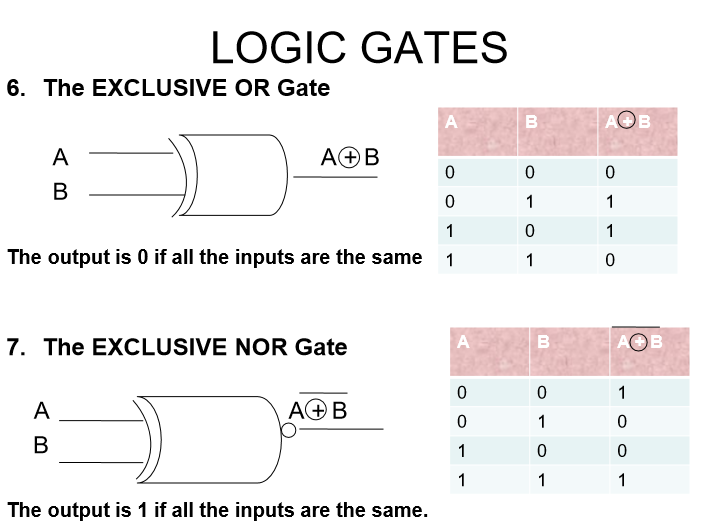 LOGIC GATES
6. The EXCLUSIVE OR Gate
A
B
A⊕B
The output is 0 if all the inputs are the same
A B A⊕B
0 0 0
0 1 1
1 0 1
1 1 0
7. The EXCLUSIVE NOR Gate
A
B
A̅⊕̅B̅
The output is 1 if all the inputs are the same.
A B A̅⊕̅B̅
0 0 1
0 1 0
1 0 0
1 1 1